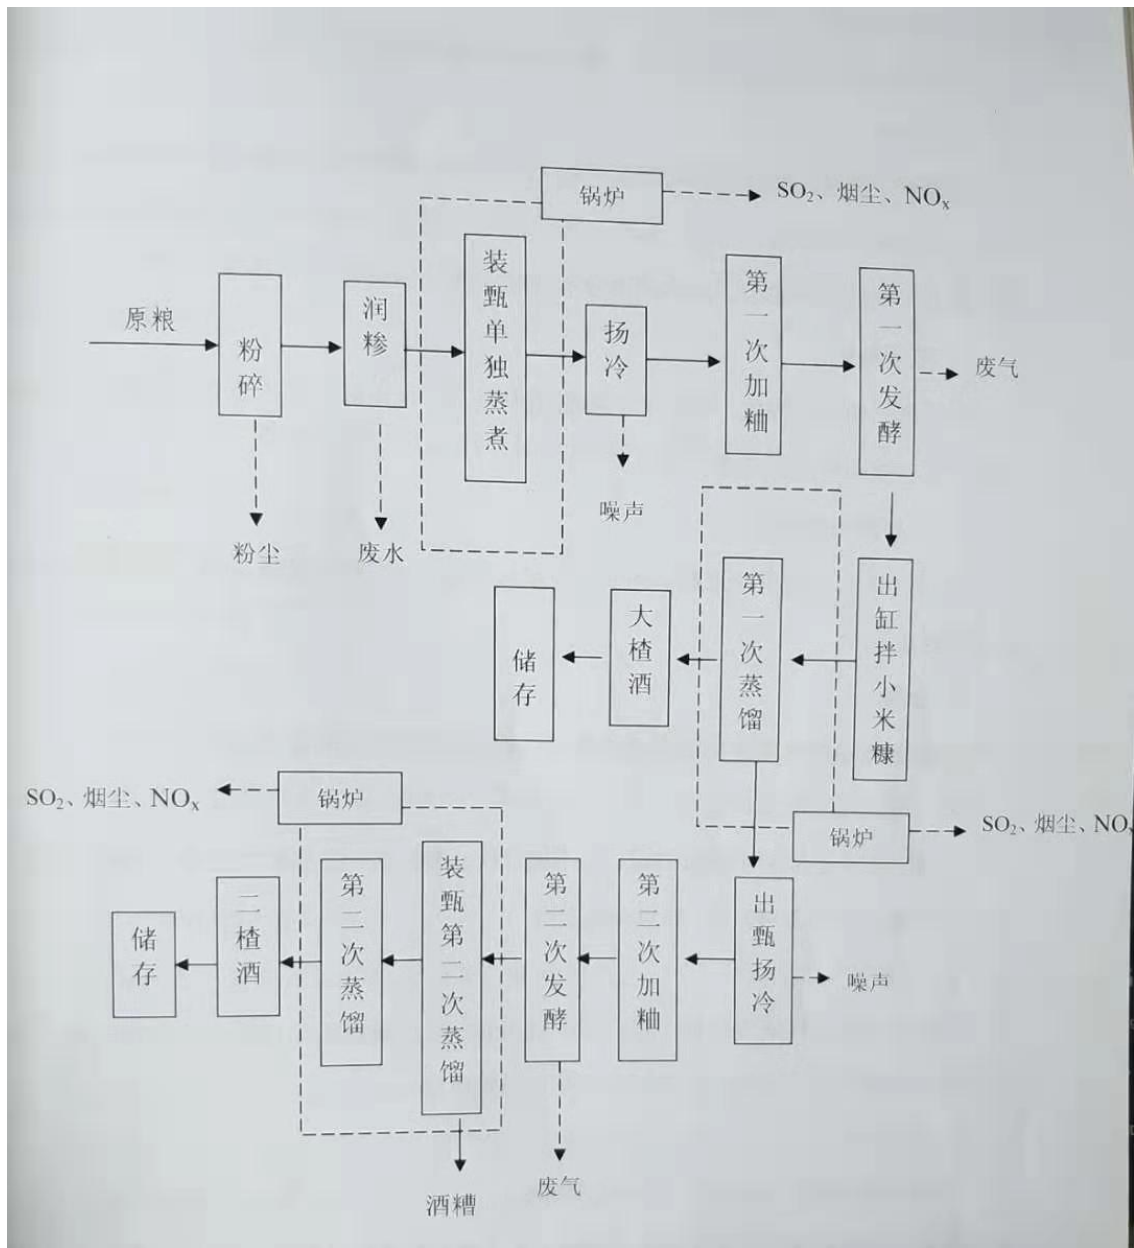 锅炉
SO₂、烟尘、NOₓ
原粮
粉碎
润糁
装甑单独蒸煮
扬冷
第一次加粬
第一次发酵
废气
粉尘
废水
噪声
储存
大楂酒
第一次蒸馏
出缸拌小米糠
SO₂、烟尘、NOₓ
锅炉
锅炉
SO₂、烟尘、NO
储存
二楂酒
第二次蒸馏
装甑第二次蒸馏
第二次发酵
第二次加粬
出甑扬冷
噪声
酒糟
废气